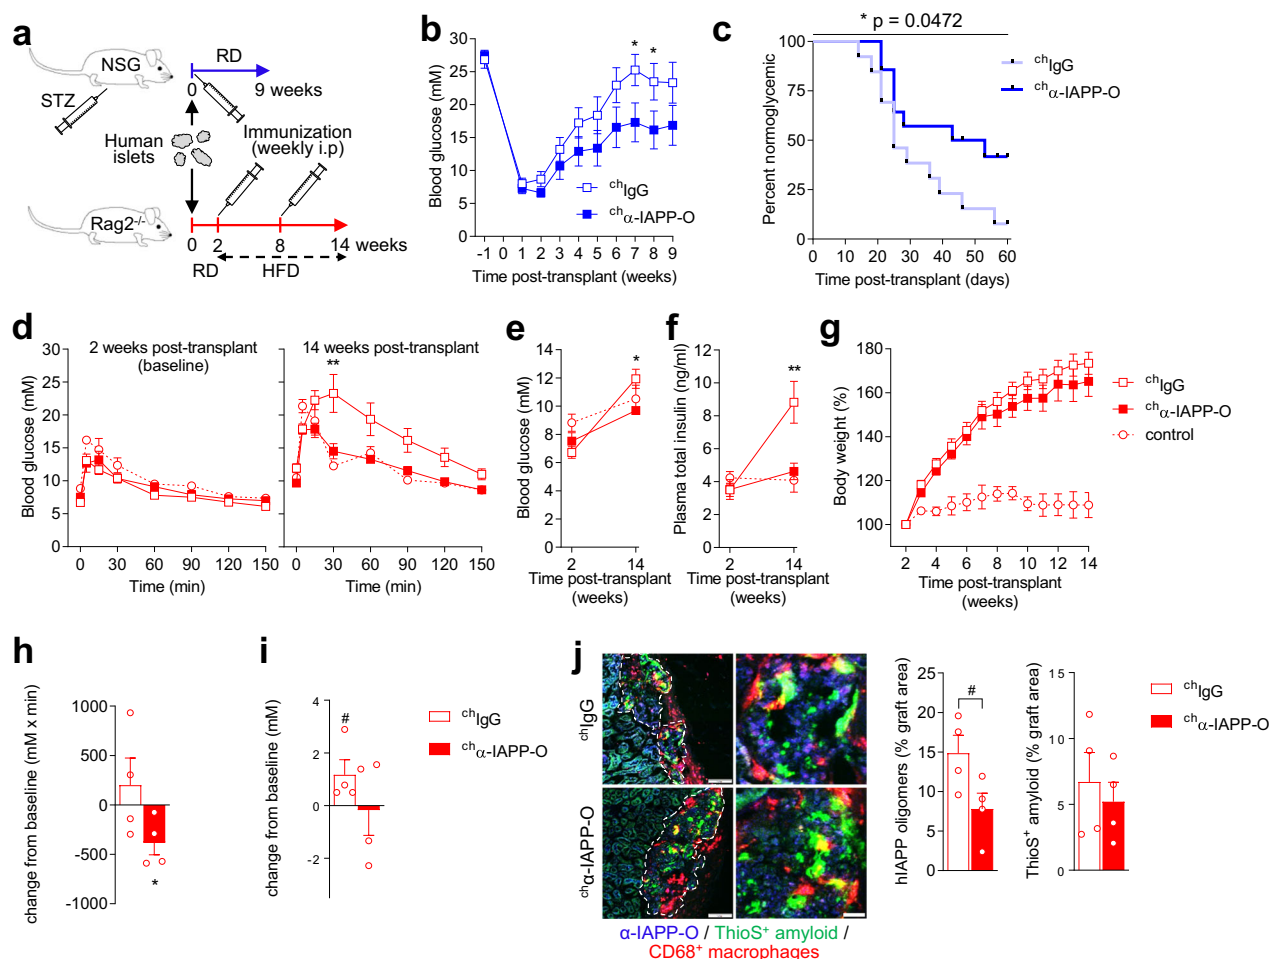 a
NSG
STZ
RD
0
9 weeks
Human
islets
Immunization
(weekly i.p)
Rag2-/-
0 2 8 14 weeks
RD HFD
b
Blood glucose (mM)
30
25
20
15
10
5
0
* *
chIgG
chα-IAPP-O
-1 0 1 2 3 4 5 6 7 8 9
Time post-transplant (weeks)
c
* p = 0.0472
Percent normoglycemic
100
75
50
25
0
chIgG
chα-IAPP-O
0 10 20 30 40 50 60
Time post-transplant (days)
d
2 weeks post-transplant
(baseline)
14 weeks post-transplant
**
Blood glucose (mM)
30
25
20
15
10
5
0
0 30 60 90 120 150
Time (min)
0 30 60 90 120 150
Time (min)
e
Blood glucose (mM)
14
12
10
8
6
4
2
0
*
2 14
Time post-transplant
(weeks)
f
Plasma total insulin (ng/ml)
12
10
8
6
4
2
0
**
2 14
Time post-transplant
(weeks)
g
Body weight (%)
180
160
140
120
100
2 4 6 8 10 12 14
Time post-transplant
(weeks)
chIgG
chα-IAPP-O
control
h
change from baseline (mM x min)
1000
500
0
-500
-1000
*
i
change from baseline (mM)
4
2
0
-2
#
chIgG
chα-IAPP-O
j
chIgG
chα-IAPP-O
α-IAPP-O / ThioS+ amyloid /
CD68+ macrophages
hIAPP oligomers (% graft area)
25
20
15
10
5
0
#
ThioS+ amyloid (% graft area)
15
10
5
0
chIgG
chα-IAPP-O